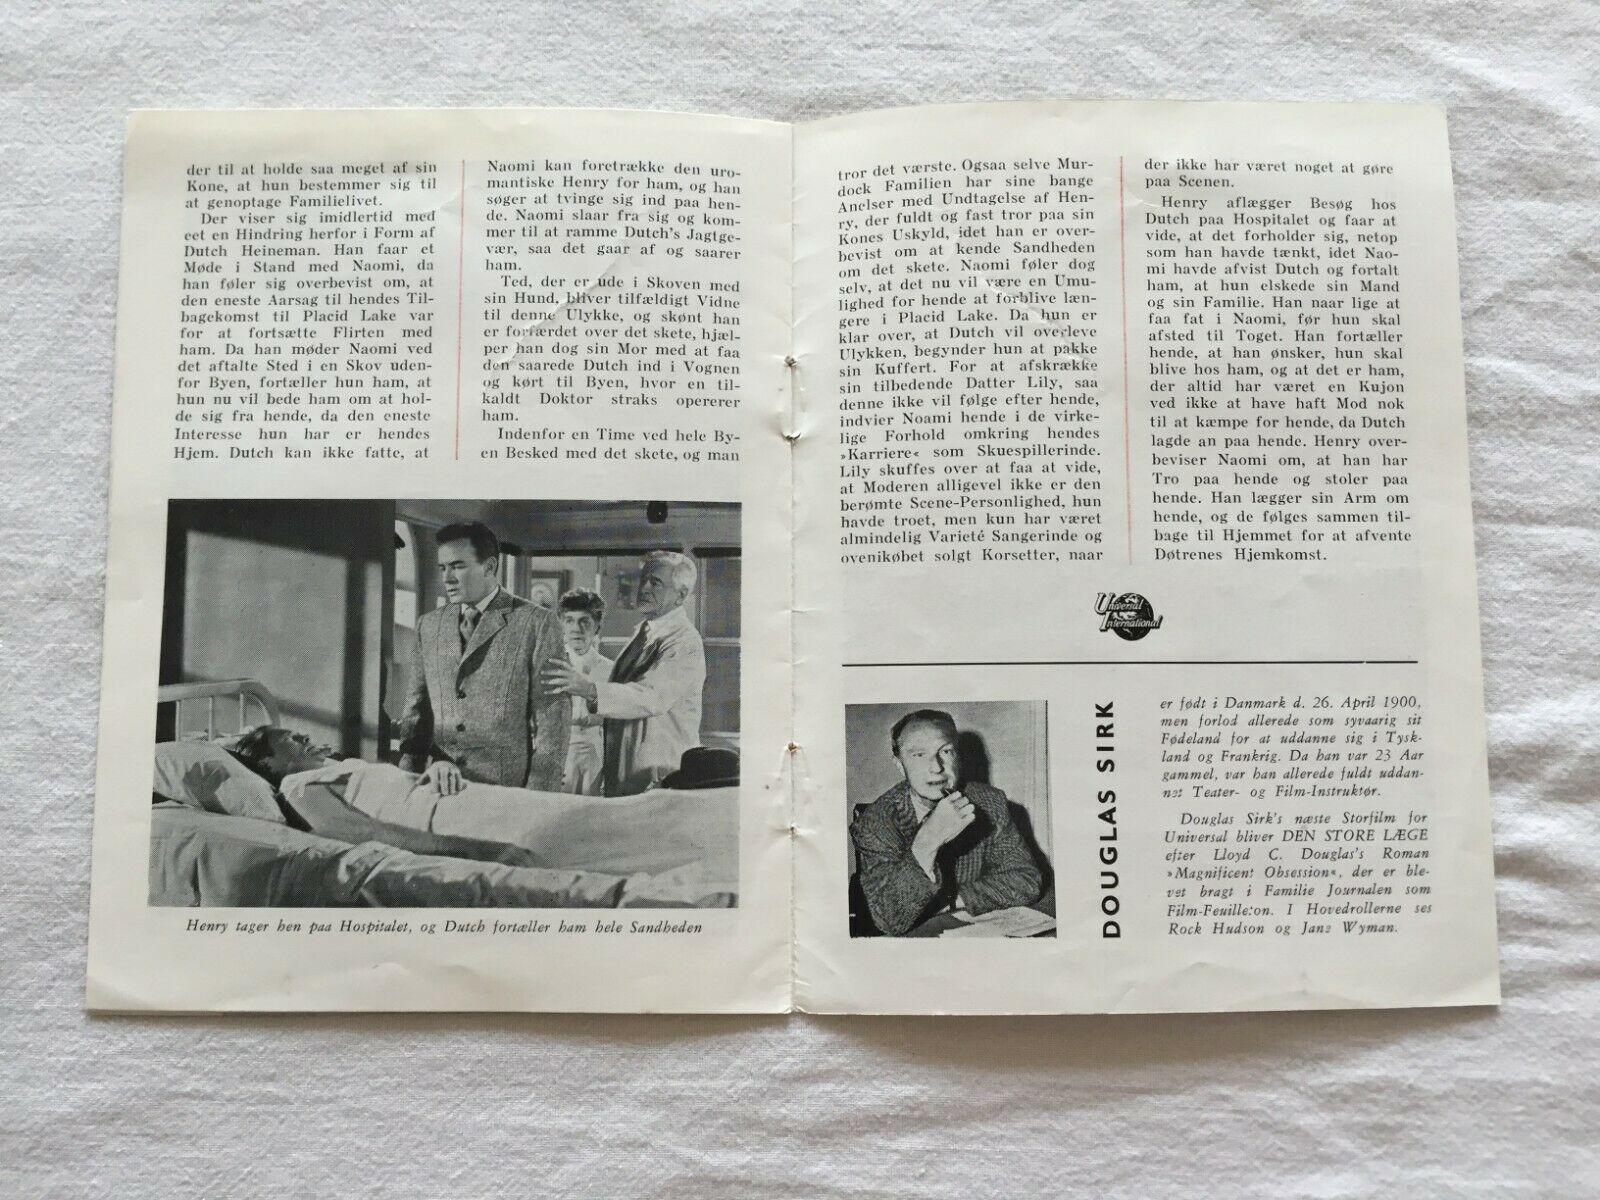 der til at holde saa meget af sin
Kone, at hun bestemmer sig til
at genoptage Familielivet.
Der viser sig imidlertid med
eet en Hindring herfor i Form af
Dutch Heineman. Han faar et
Møde i Stand med Naomi, da
han føler sig overbevist om, at
den eneste Aarsag til hendes Til-
bagekomst til Placid Lake var
for at fortsætte Flirten med
ham. Da han møder Naomi ved
det aftalte Sted i en Skov uden-
for Byen, fortæller hun ham, at
hun nu vil bede ham om at hol-
de sig fra hende, da den eneste
Interesse hun har er hendes
Hjem. Dutch kan ikke fatte, at
Naomi kan foretrække den uro-
mantiske Henry for ham, og han
søger at tvinge sig ind paa hen-
de. Naomi slaar fra sig og kom-
mer til at ramme Dutch's Jagtge-
vær, saa det gaar af og saarer
ham.
Ted, der er ude i Skoven med
sin Hund, bliver tilfældigt Vidne
til denne Ulykke, og skønt han
er forfærdet over det skete, hjæl-
per han dog sin Mor med at faa
den saarede Dutch ind i Vognen
og kørt til Byen, hvor en til-
kaldt Doktor straks opererer
ham.
Indenfor en Time ved hele By-
en Besked med det skete, og man
Henry tager hen paa Hospitalet, og Dutch fortæller ham hele Sandheden
tror det værste. Ogsaa selve Mur-
dock Familien har sine bange
Anelser med Undtagelse af Hen-
ry, der fuldt og fast tror paa sin
Kones Uskyld, idet han er over-
bevist om at kende Sandheden
om det skete. Naomi føler dog
selv, at det nu vil være en Umu-
lighed for hende at forblive læn-
gere i Placid Lake. Da hun er
klar over, at Dutch vil overleve
Ulykken, begynder hun at pakke
sin Kuffert. For at afskrække
sin tilbedende Datter Lily, saa
denne ikke vil følge efter hende,
indvier Noami hende i de virke-
lige Forhold omkring hendes
»Karriere« som Skuespillerinde.
Lily skuffes over at faa at vide,
at Moderen alligevel ikke er den
berømte Scene-Personlighed, hun
havde troet, men kun har været
almindelig Varieté Sangerinde og
ovenikøbet solgt Korsetter, naar
der ikke har været noget at gøre
paa Scenen.
Henry aflægger Besøg hos
Dutch paa Hospitalet og faar at
vide, at det forholder sig, netop
som han havde tænkt, idet Nao-
mi havde afvist Dutch og fortalt
ham, at hun elskede sin Mand
og sin Familie. Han naar lige at
faa fat i Naomi, før hun skal
afsted til Toget. Han fortæller
hende, at han ønsker, hun skal
blive hos ham, og at det er ham,
der altid har været en Kujon
ved ikke at have haft Mod nok
til at kæmpe for hende, da Dutch
lagde an paa hende. Henry over-
beviser Naomi om, at han har
Tro paa hende og stoler paa
hende. Han lægger sin Arm om
hende, og de følges sammen til-
bage til Hjemmet for at afvente
Døtrenes Hjemkomst.
Universal
International
DOUGLAS SIRK
er født i Danmark d. 26. April 1900,
men forlod allerede som syvaarig sit
Fødeland for at uddanne sig i Tysk-
land og Frankrig. Da han var 23 Aar
gammel, var han allerede fuldt uddan-
net Teater- og Film-Instruktør.
Douglas Sirk's næste Storfilm for
Universal bliver DEN STORE LÆGE
efter Lloyd C. Douglas's Roman
»Magnificent Obsession«, der er ble-
vet bragt i Familie Journalen som
Film-Feuilleton. I Hovedrollerne ses
Rock Hudson og Jane Wyman.